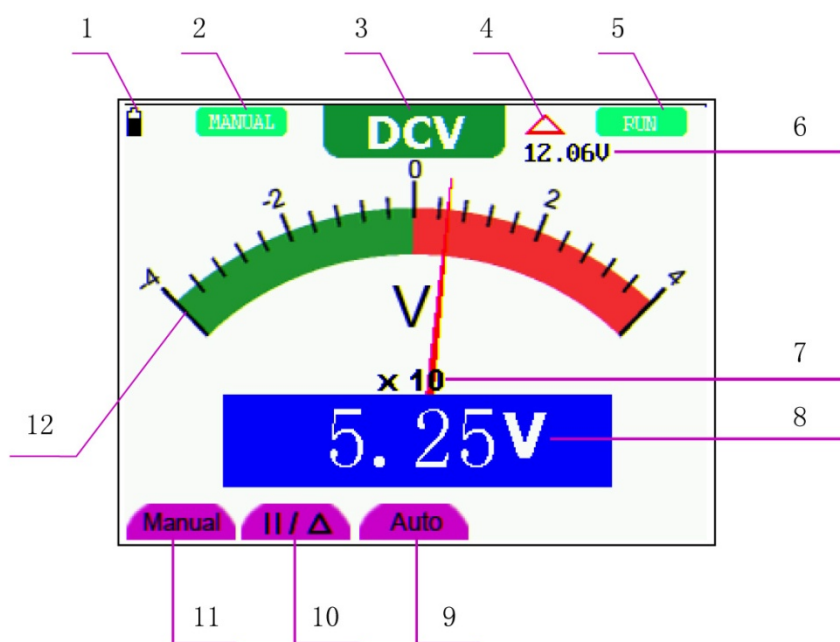 1 2 3 4 5
MANUAL DCV △ RUN
12.06V 6
-4 -2 0 2 4
V
x 10 7
5.25V 8
12
Manual II / Δ Auto
11 10 9